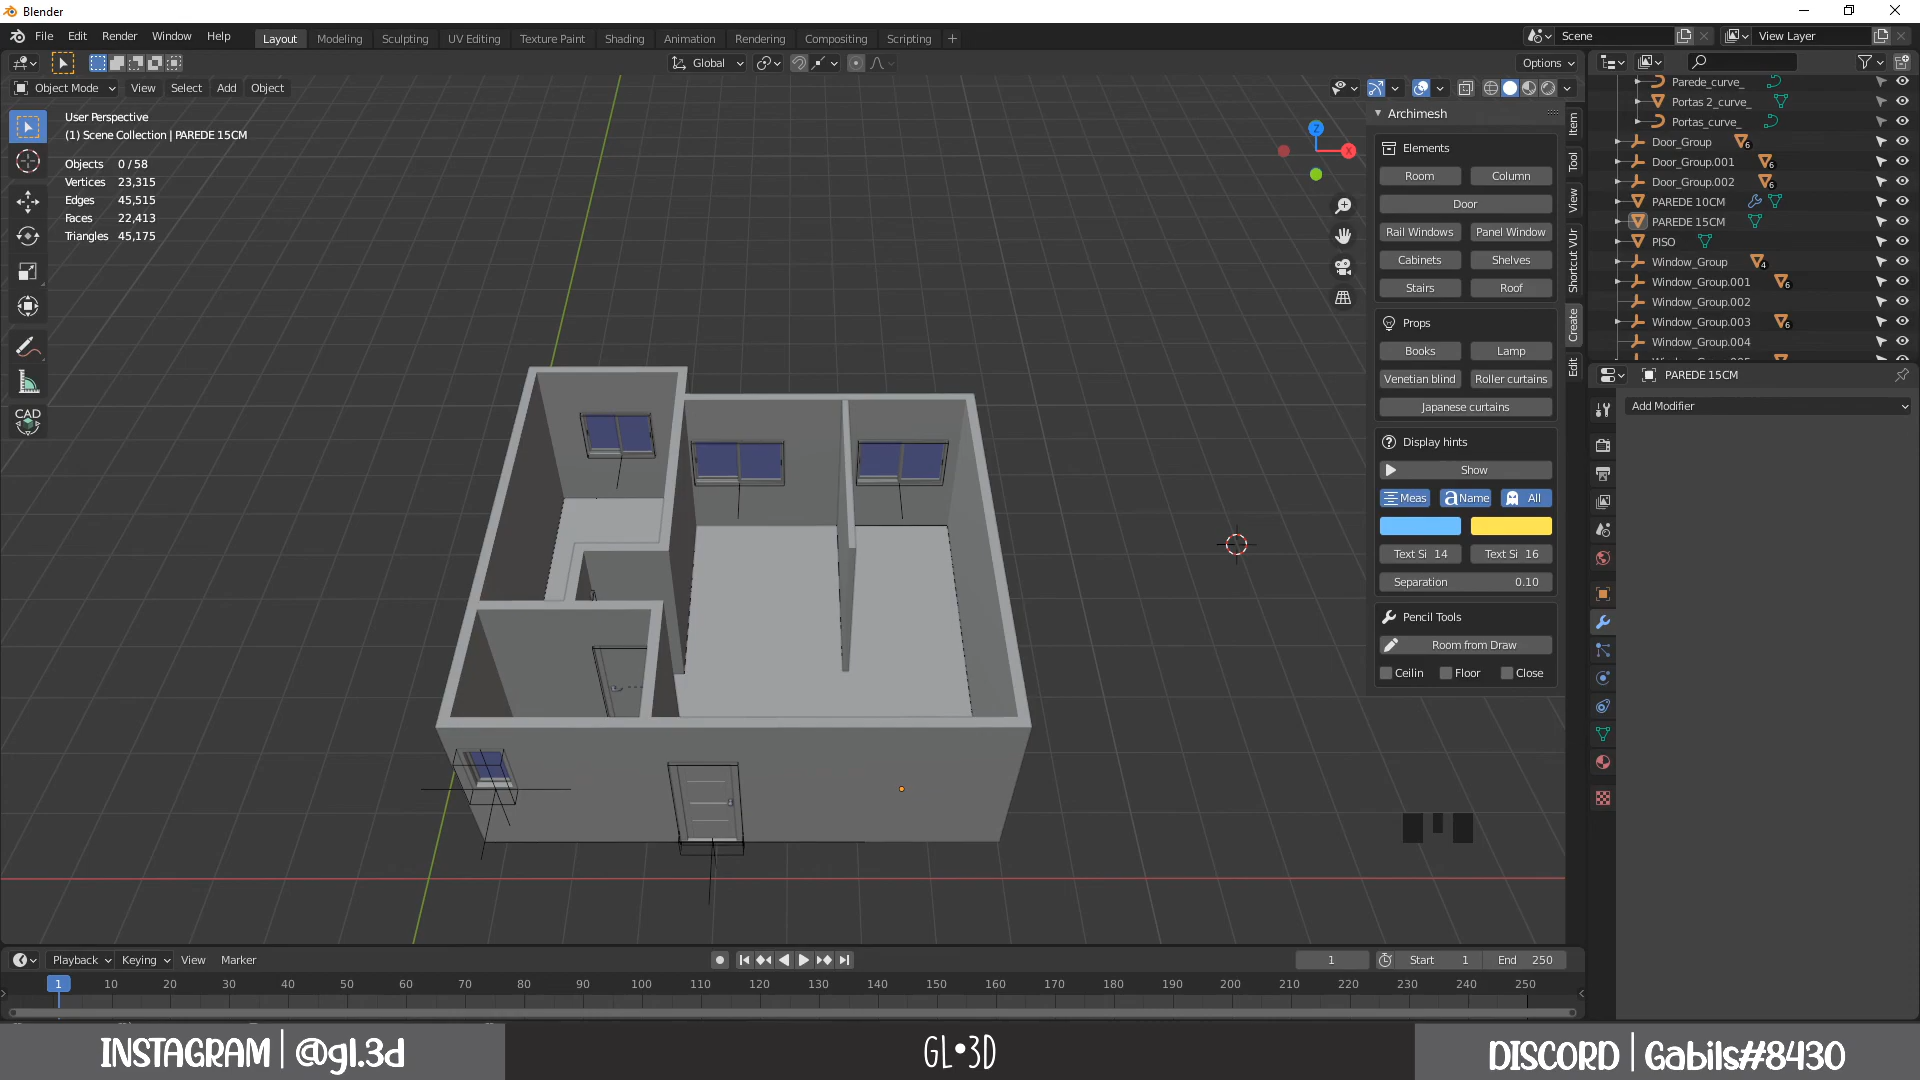 Blender
File Edit Render Window Help
Layout Modeling Sculpting UV Editing Texture Paint Shading Animation Rendering Compositing Scripting +
Scene
View Layer
Global
Options
Object Mode View Select Add Object
User Perspective
(1) Scene Collection | PAREDE 15CM
Objects 0 / 58
Vertices 23,315
Edges 45,515
Faces 22,413
Triangles 45,175
CAD
Z
X
Archimesh
Elements
Room Column
Door
Rail Windows Panel Window
Cabinets Shelves
Stairs Roof
Props
Books Lamp
Venetian blind Roller curtains
Japanese curtains
Display hints
Show
Meas Name All
Text Si 14 Text Si 16
Separation 0.10
Pencil Tools
Room from Draw
Ceilin Floor Close
Item
Tool
View
Shortcut VUr
Create
Edit
Parede_curve_
Portas 2_curve_
Portas_curve_
Door_Group 6
Door_Group.001 6
Door_Group.002 6
PAREDE 10CM
PAREDE 15CM
PISO
Window_Group 4
Window_Group.001 6
Window_Group.002
Window_Group.003 6
Window_Group.004
PAREDE 15CM
Add Modifier
Playback Keying View Marker
1
Start 1
End 250
1 10 20 30 40 50 60 70 80 90 100 110 120 130 140 150 160 170 180 190 200 210 220 230 240 250
INSTAGRAM | @gl.3d
GL•3D
DISCORD | Gabils#8430